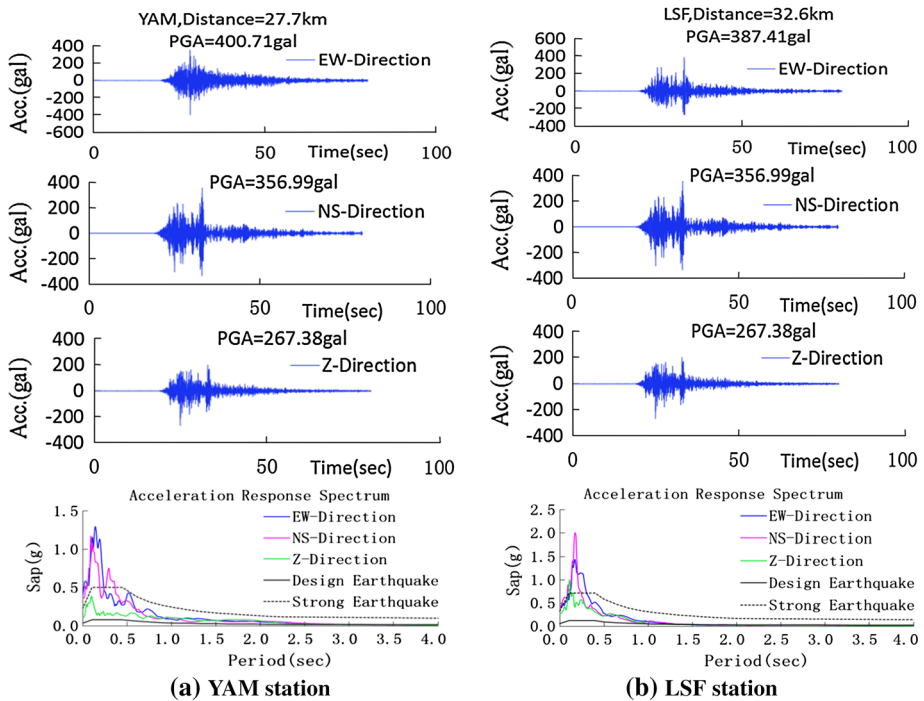 YAM,Distance=27.7km
PGA=400.71gal
EW-Direction
Acc.(gal)
400
200
0
-200
-400
-600
0
50
100
Time(sec)
PGA=356.99gal
NS-Direction
Acc.(gal)
400
200
0
-200
-400
0
50
100
Time(sec)
PGA=267.38gal
Z-Direction
Acc.(gal)
400
200
0
-200
-400
0
50
100
Time(sec)
Acceleration Response Spectrum
EW-Direction
NS-Direction
Z-Direction
Design Earthquake
Strong Earthquake
Sap(g)
1.5
1.0
0.5
0.0
0.0 0.5 1.0 1.5 2.0 2.5 3.0 3.5 4.0
Period(sec)
(a) YAM station
LSF,Distance=32.6km
PGA=387.41gal
EW-Direction
Acc.(gal)
600
400
200
0
-200
-400
0
50
100
Time(sec)
PGA=356.99gal
NS-Direction
Acc.(gal)
400
200
0
-200
-400
0
50
100
Time(sec)
PGA=267.38gal
Z-Direction
Acc.(gal)
400
200
0
-200
-400
0
50
100
Time(sec)
Acceleration Response Spectrum
EW-Direction
NS-Direction
Z-Direction
Design Earthquake
Strong Earthquake
Sap(g)
2.5
2.0
1.5
1.0
0.5
0.0
0.0 0.5 1.0 1.5 2.0 2.5 3.0 3.5 4.0
Period(sec)
(b) LSF station